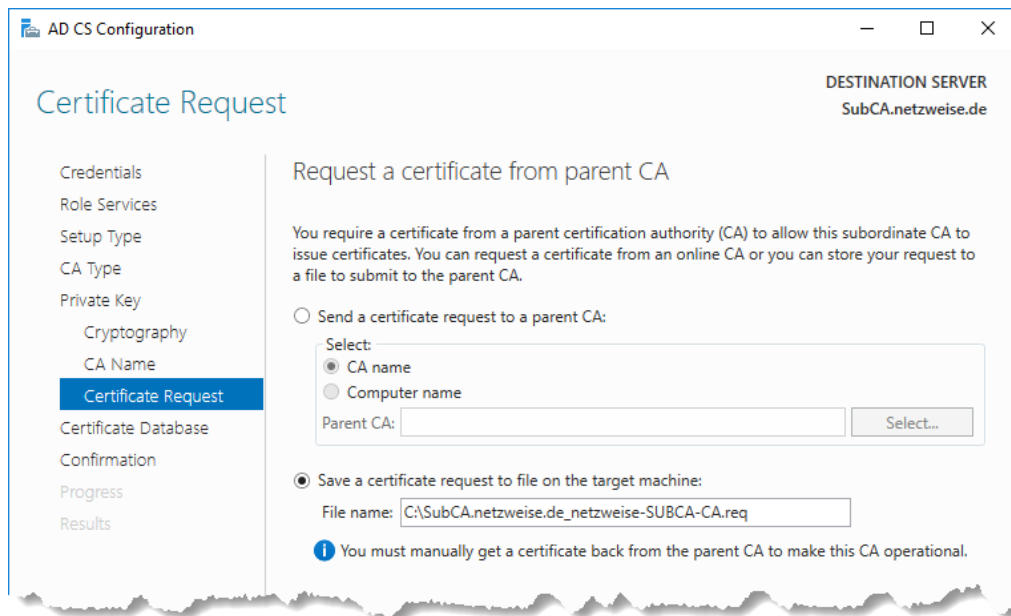 AD CS Configuration
DESTINATION SERVER
SubCA.netzweise.de
Certificate Request
Credentials
Role Services
Setup Type
CA Type
Private Key
Cryptography
CA Name
Certificate Request
Certificate Database
Confirmation
Progress
Results
Request a certificate from parent CA
You require a certificate from a parent certification authority (CA) to allow this subordinate CA to
issue certificates. You can request a certificate from an online CA or you can store your request to
a file to submit to the parent CA.
Send a certificate request to a parent CA:
Select:
CA name
Computer name
Parent CA:
Select...
Save a certificate request to file on the target machine:
File name: C:\SubCA.netzweise.de_netzweise-SUBCA-CA.req
You must manually get a certificate back from the parent CA to make this CA operational.